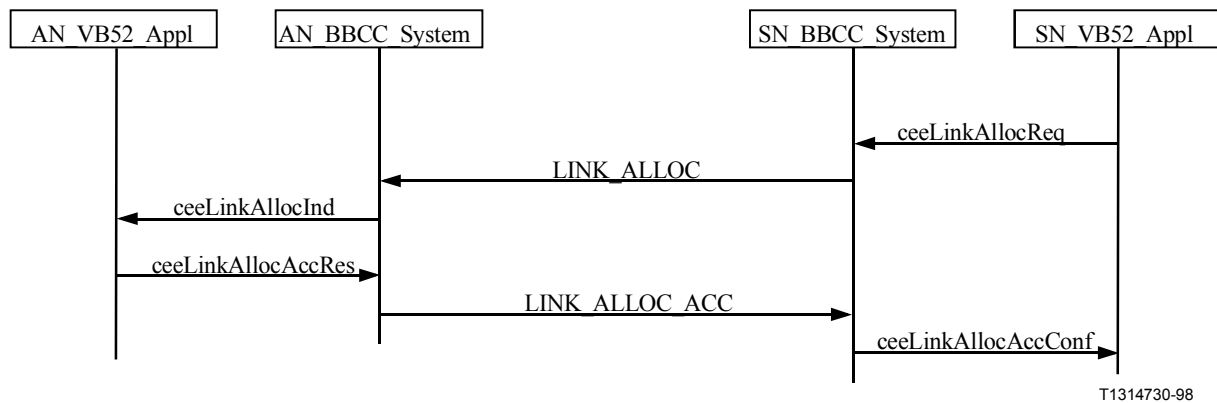 AN_VB52_Appl
AN_BBCC_System
SN_BBCC_System
SN_VB52_Appl
ceeLinkAllocReq
LINK_ALLOC
ceeLinkAllocInd
ceeLinkAllocAccRes
LINK_ALLOC_ACC
ceeLinkAllocAccConf
T1314730-98